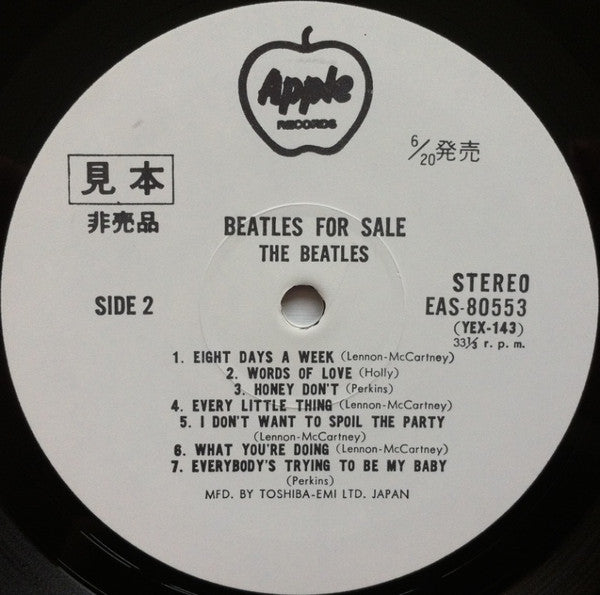 Apple
RECORDS
6/20発売
見本
非売品
BEATLES FOR SALE
THE BEATLES
SIDE 2
STEREO
EAS-80553
(YEX-143)
33⅓ r. p. m.
1. EIGHT DAYS A WEEK (Lennon-McCartney)
2. WORDS OF LOVE (Holly)
3. HONEY DON'T (Perkins)
4. EVERY LITTLE THING (Lennon-McCartney)
5. I DON'T WANT TO SPOIL THE PARTY
(Lennon-McCartney)
6. WHAT YOU'RE DOING (Lennon-McCartney)
7. EVERYBODY'S TRYING TO BE MY BABY
(Perkins)
MFD. BY TOSHIBA-EMI LTD. JAPAN